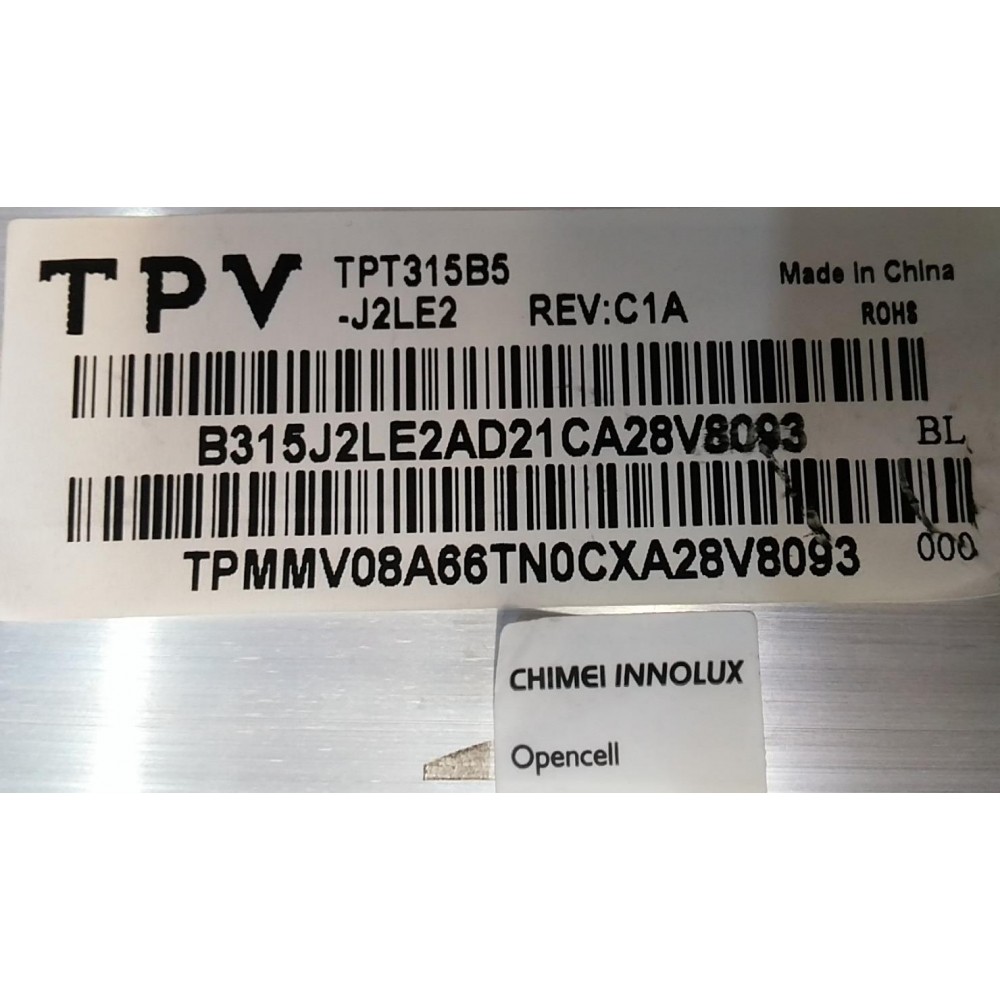 TPV TPT315B5
-J2LE2 REV:C1A
Made in China
ROHS
B315J2LE2AD21CA28V8093 BL
TPMMV08A66TN0CXA28V8093 000
CHIMEI INNOLUX
Opencell